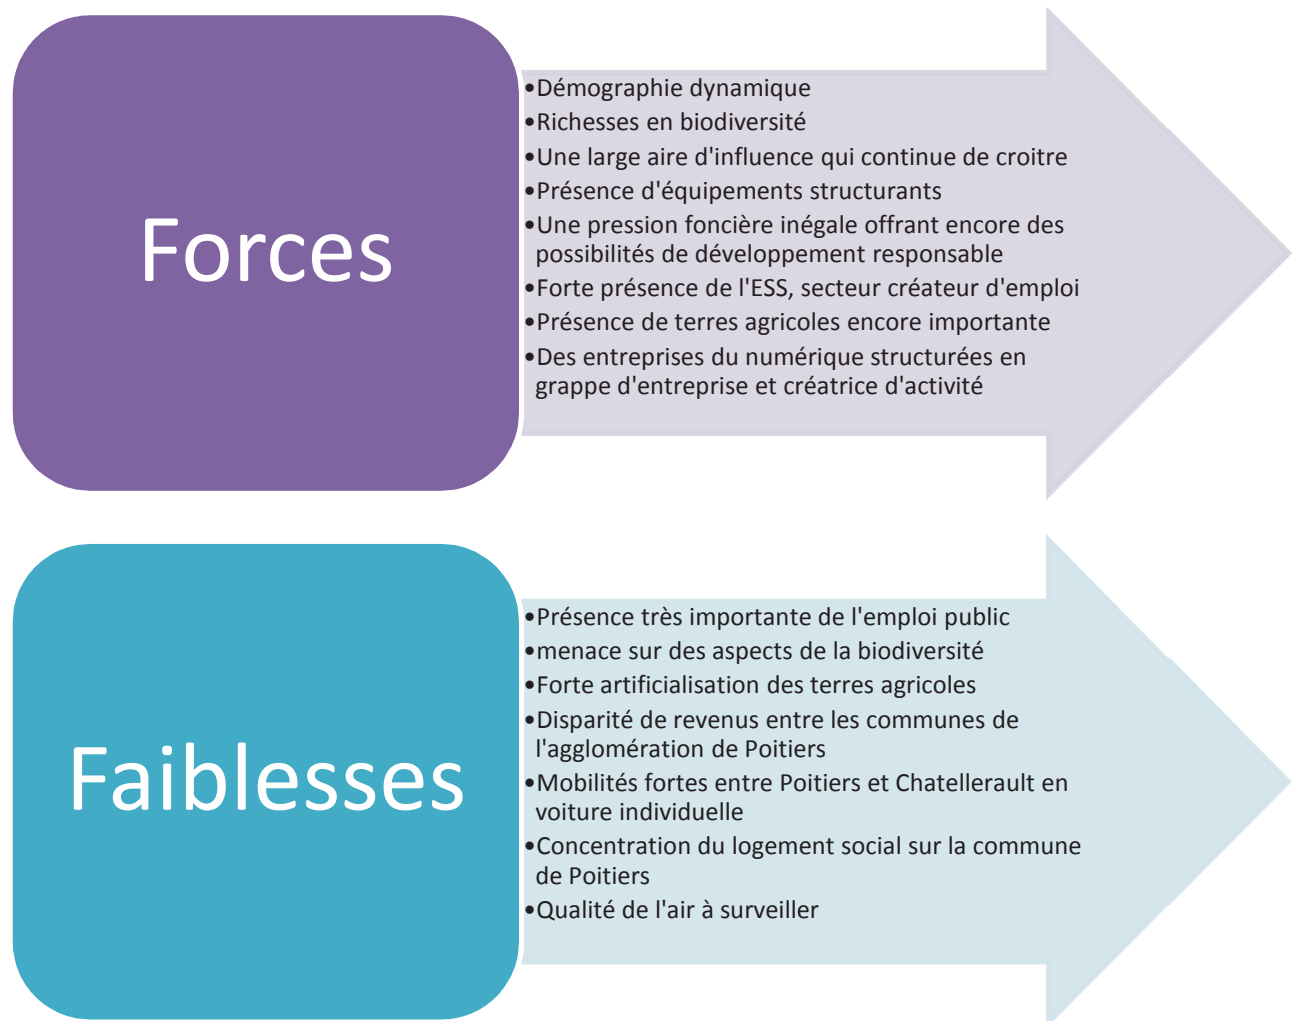 Forces
•Démographie dynamique
•Richesses en biodiversité
•Une large aire d'influence qui continue de croitre
•Présence d'équipements structurants
•Une pression foncière inégale offrant encore des
possibilités de développement responsable
•Forte présence de l'ESS, secteur créateur d'emploi
•Présence de terres agricoles encore importante
•Des entreprises du numérique structurées en
grappe d'entreprise et créatrice d'activité
Faiblesses
•Présence très importante de l'emploi public
•menace sur des aspects de la biodiversité
•Forte artificialisation des terres agricoles
•Disparité de revenus entre les communes de
l'agglomération de Poitiers
•Mobilités fortes entre Poitiers et Chatellerault en
voiture individuelle
•Concentration du logement social sur la commune
de Poitiers
•Qualité de l'air à surveiller